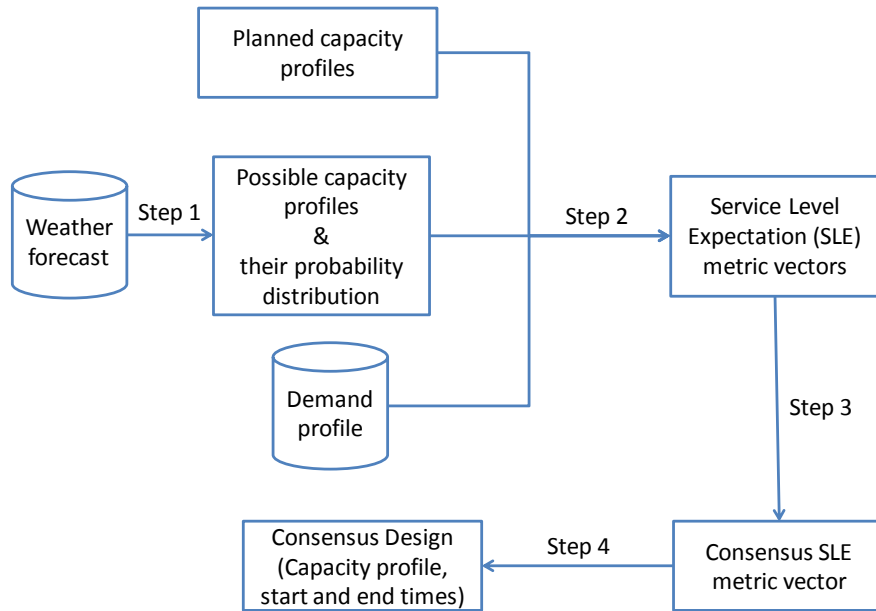 Planned capacity
profiles
Weather
forecast
Step 1
Possible capacity
profiles
&
their probability
distribution
Step 2
Service Level
Expectation (SLE)
metric vectors
Demand
profile
Step 3
Consensus Design
(Capacity profile,
start and end times)
Step 4
Consensus SLE
metric vector